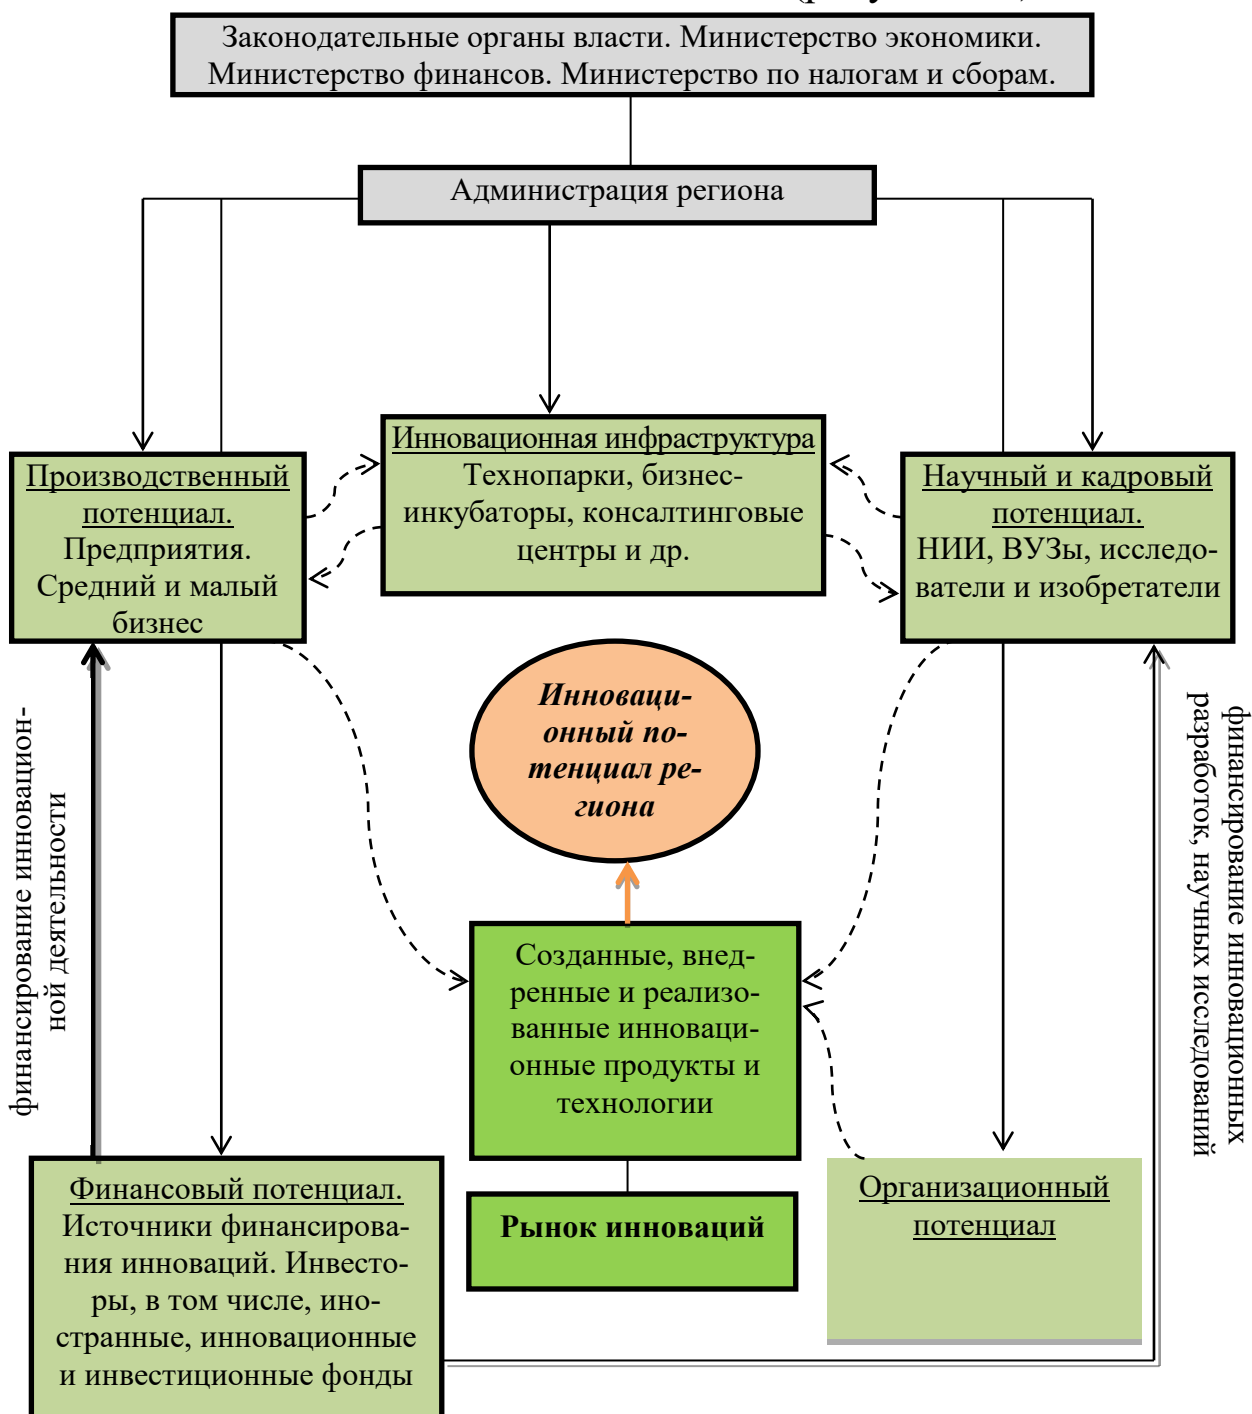 Законодательные органы власти. Министерство экономики.
Министерство финансов. Министерство по налогам и сборам.
Администрация региона
Инновационная инфраструктура
Технопарки, бизнес-
инкубаторы, консалтинговые
центры и др.
Производственный
потенциал.
Предприятия.
Средний и малый
бизнес
Научный и кадровый
потенциал.
НИИ, ВУЗы, исследо-
ватели и изобретатели
Инноваци-
онный по-
тенциал ре-
гиона
финансирование инновацион-
ной деятельности
финансирование инновационных
разработок, научных исследований
Созданные, внед-
ренные и реализо-
ванные инноваци-
онные продукты и
технологии
Финансовый потенциал.
Источники финансирова-
ния инноваций. Инвесто-
ры, в том числе, ино-
странные, инновационные
и инвестиционные фонды
Рынок инноваций
Организационный
потенциал